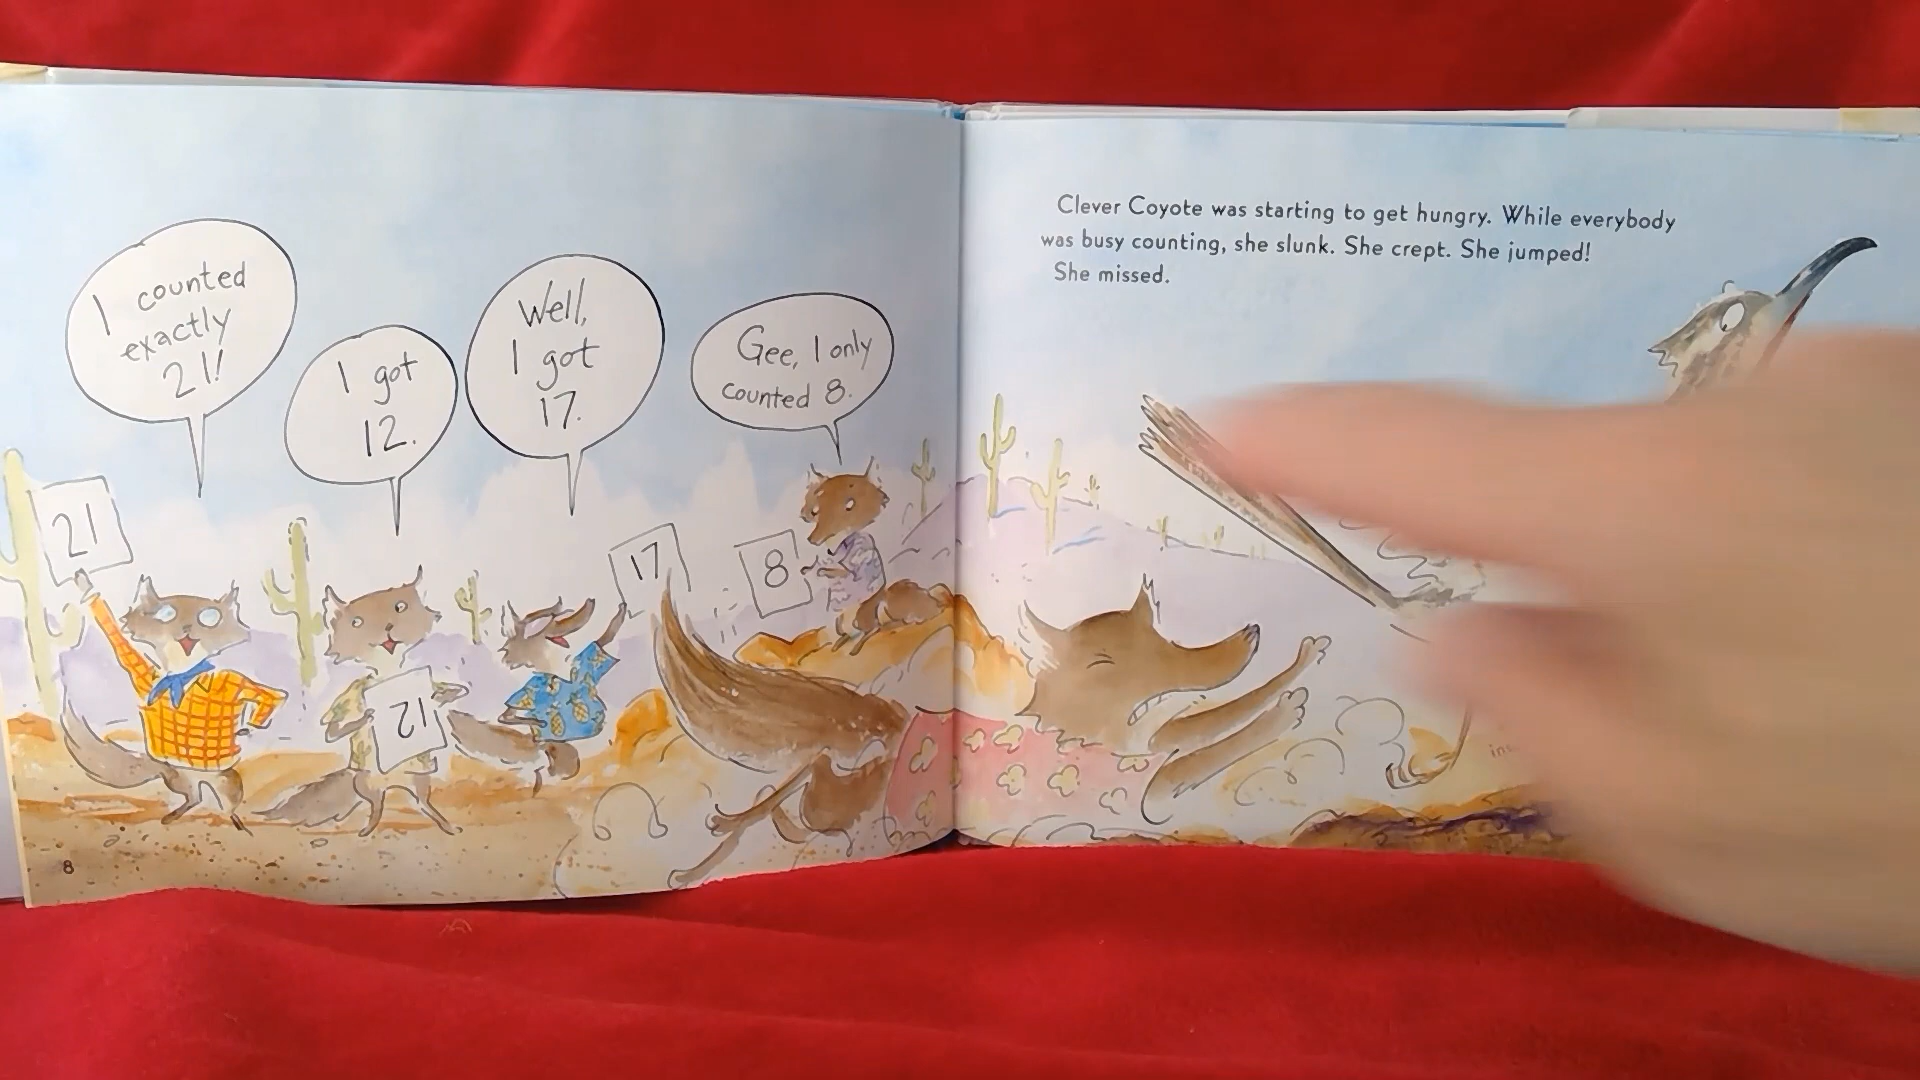 I counted
exactly
21!
I got
12.
Well,
I got
17.
Gee, I only
counted 8.
21
12
17
8
8
Clever Coyote was starting to get hungry. While everybody
was busy counting, she slunk. She crept. She jumped!
She missed.